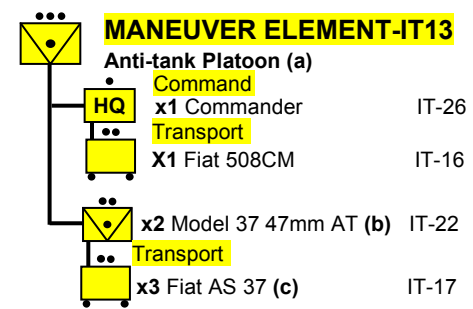 MANEUVER ELEMENT-IT13
Anti-tank Platoon (a)
Command
HQ x1 Commander IT-26
Transport
X1 Fiat 508CM IT-16
x2 Model 37 47mm AT (b) IT-22
Transport
x3 Fiat AS 37 (c) IT-17